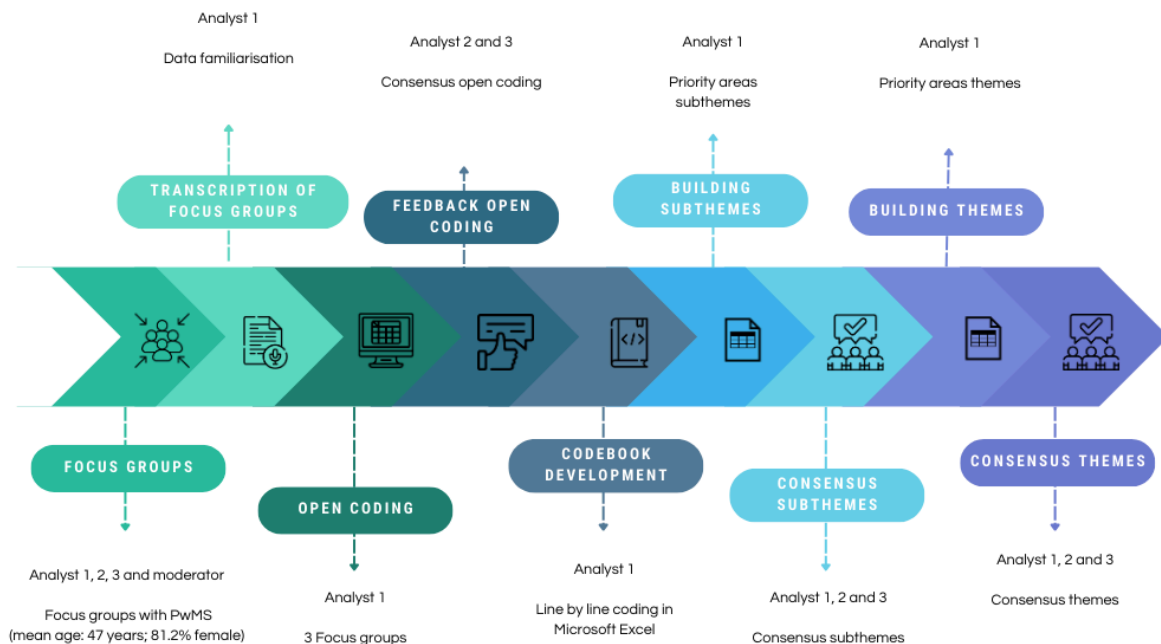 Analyst 1
Data familiarisation
Analyst 2 and 3
Consensus open coding
Analyst 1
Priority areas
subthemes
Analyst 1
Priority areas themes
TRANSCRIPTION OF
FOCUS GROUPS
FEEDBACK OPEN
CODING
BUILDING
SUBTHEMES
BUILDING THEMES
</>
FOCUS GROUPS
OPEN CODING
CODEBOOK
DEVELOPMENT
CONSENSUS
SUBTHEMES
CONSENSUS THEMES
Analyst 1, 2, 3 and moderator
Focus groups with PwMS
(mean age: 47 years; 81.2% female)
Analyst 1
3 Focus groups
Analyst 1
Line by line coding in
Microsoft Excel
Analyst 1, 2 and 3
Consensus subthemes
Analyst 1, 2 and 3
Consensus themes